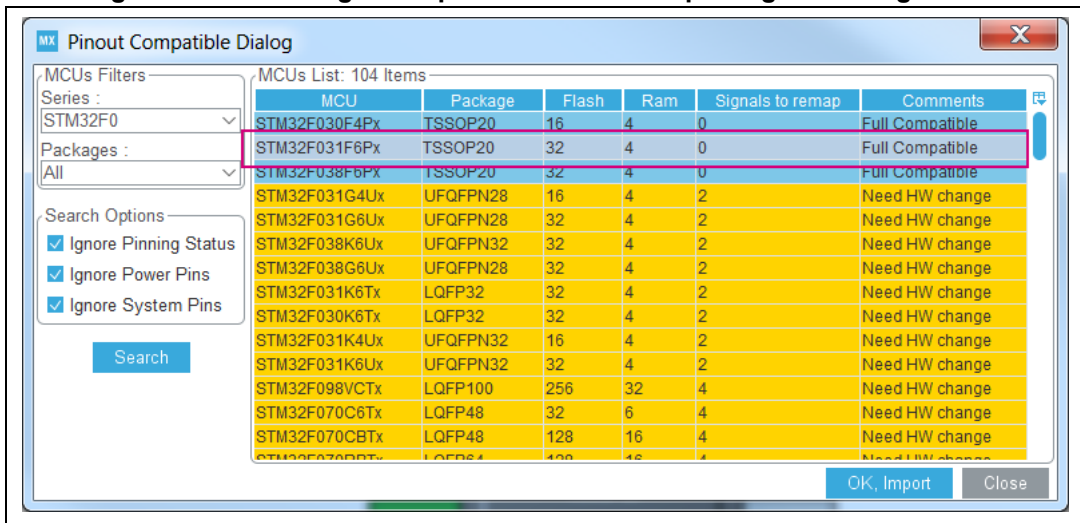 MX Pinout Compatible Dialog X
MCUs Filters
Series :
STM32F0
Packages :
All
Search Options
Ignore Pinning Status
Ignore Power Pins
Ignore System Pins
Search
MCUs List: 104 Items
MCU Package Flash Ram Signals to remap Comments
STM32F030F4Px TSSOP20 16 4 0 Full Compatible
STM32F031F6Px TSSOP20 32 4 0 Full Compatible
STM32F038F6Px TSSOP20 32 4 0 Full Compatible
STM32F031G4Ux UFQFPN28 16 4 2 Need HW change
STM32F031G6Ux UFQFPN28 32 4 2 Need HW change
STM32F038K6Ux UFQFPN32 32 4 2 Need HW change
STM32F038G6Ux UFQFPN28 32 4 2 Need HW change
STM32F031K6Tx LQFP32 32 4 2 Need HW change
STM32F030K6Tx LQFP32 32 4 2 Need HW change
STM32F031K4Ux UFQFPN32 16 4 2 Need HW change
STM32F031K6Ux UFQFPN32 32 4 2 Need HW change
STM32F098VCTx LQFP100 256 32 4 Need HW change
STM32F070C6Tx LQFP48 32 6 4 Need HW change
STM32F070CBTx LQFP48 128 16 4 Need HW change
OK, Import Close